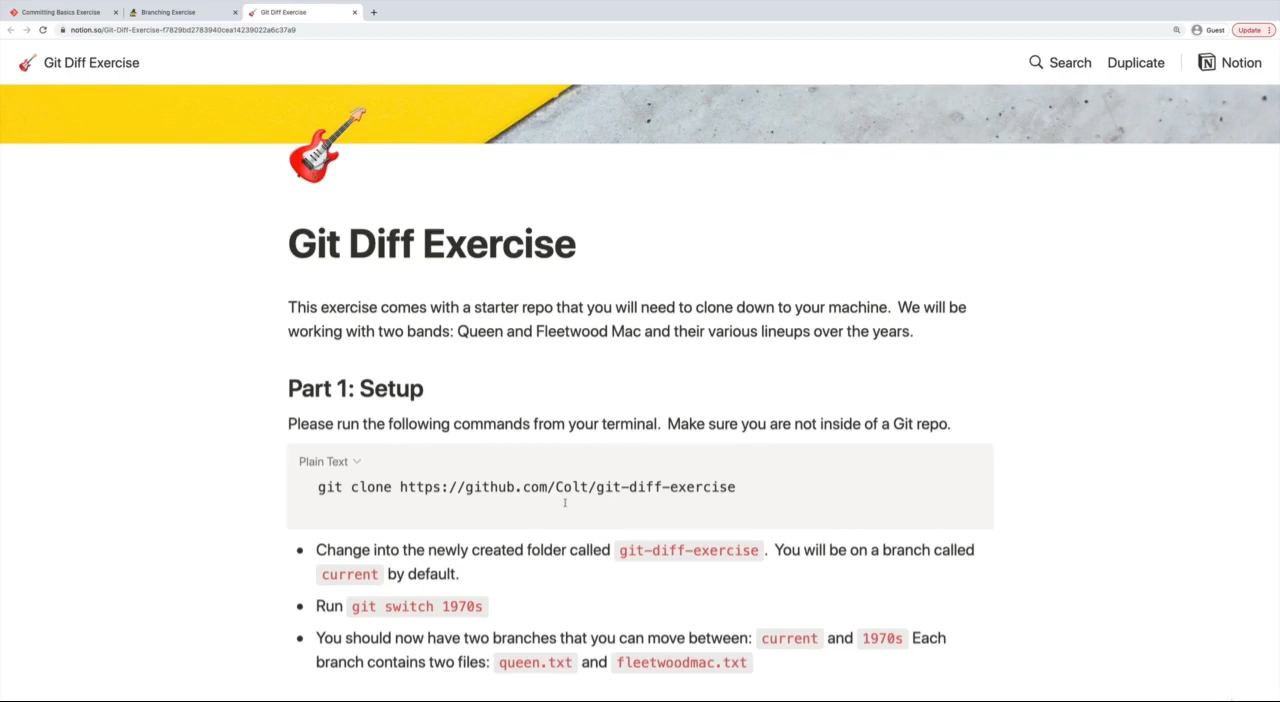 Committing Basics Exercise
Branching Exercise
Git Diff Exercise
notion.so/Git-Diff-Exercise-f7829bd2783940cea14239022a6c37a9
Guest
Update
Git Diff Exercise
Search
Duplicate
Notion
Git Diff Exercise
This exercise comes with a starter repo that you will need to clone down to your machine. We will be
working with two bands: Queen and Fleetwood Mac and their various lineups over the years.
Part 1: Setup
Please run the following commands from your terminal. Make sure you are not inside of a Git repo.
Plain Text
git clone https://github.com/Colt/git-diff-exercise
Change into the newly created folder called git-diff-exercise. You will be on a branch called
current by default.
Run git switch 1970s
You should now have two branches that you can move between: current and 1970s Each
branch contains two files: queen.txt and fleetwoodmac.txt